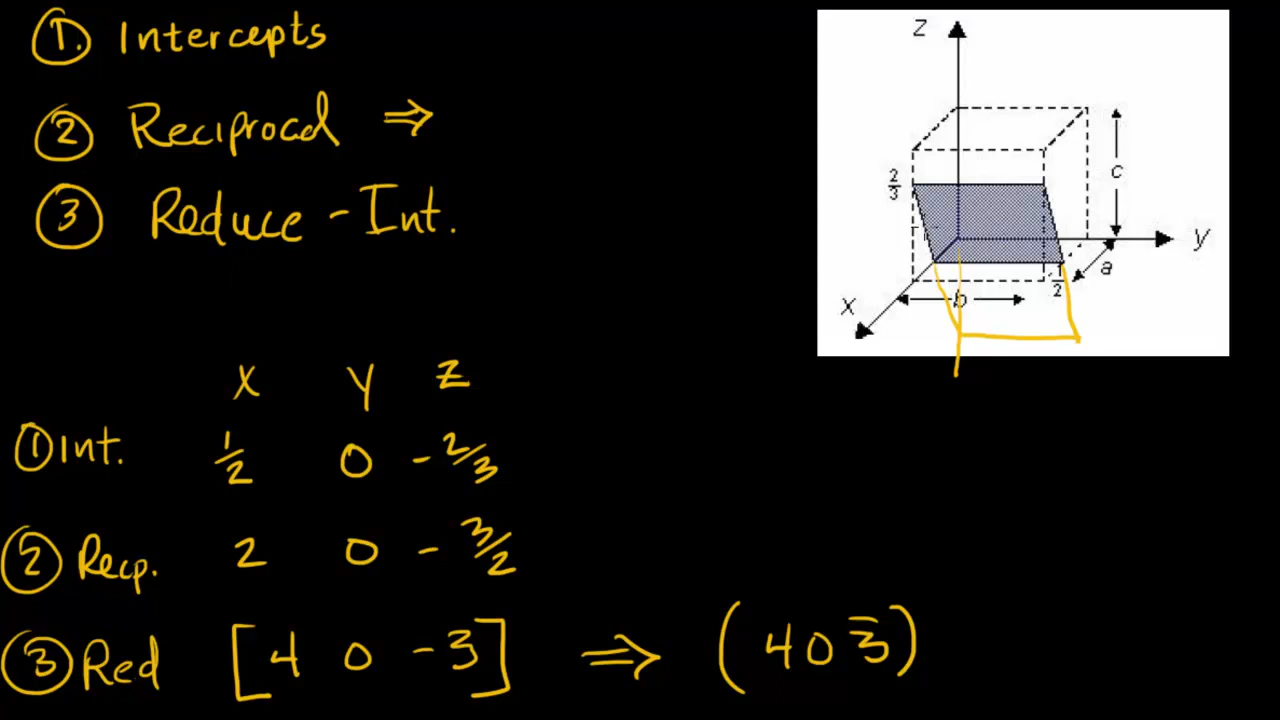 ① Intercepts
② Reciprocal ⇒
③ Reduce - Int.
z
c
2/3
y
a
1/2
b
x
X Y Z
① Int. 1/2 0 -2/3
② Recp. 2 0 -3/2
③ Red [4 0 -3] ⇒ (4 0 3̅)